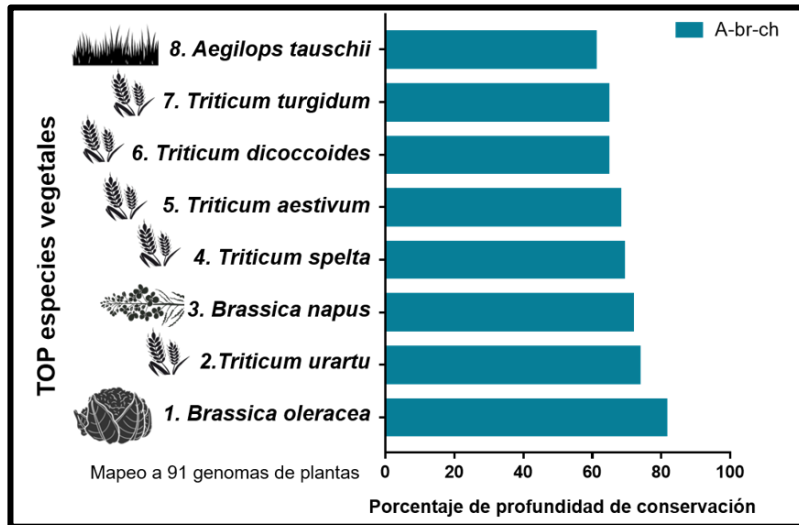 A-br-ch
TOP especies vegetales
8. Aegilops tauschii
7. Triticum turgidum
6. Triticum dicoccoides
5. Triticum aestivum
4. Triticum spelta
3. Brassica napus
2.Triticum urartu
1. Brassica oleracea
Mapeo a 91 genomas de plantas
0 20 40 60 80 100
Porcentaje de profundidad de conservación